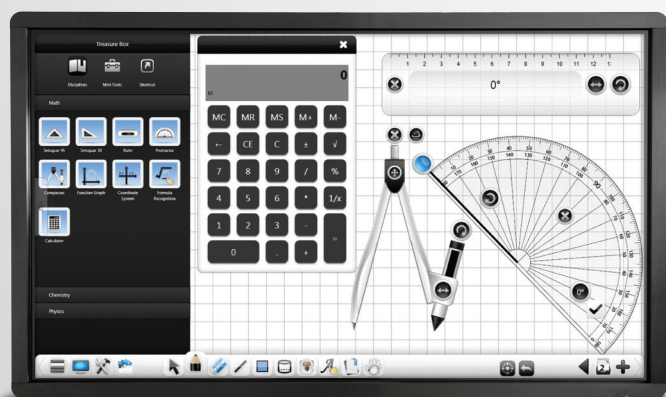 Treasure Box
Disciplines Mini Tools Shortcut
Math
Setsquare 45 Setsquare 30 Ruler Protractor
Compasses Function Graph Coordinate System Formula Recognition
Calculator
Chemistry
Physics
0
M
MC MR MS M+ M-
← CE C ± √
7 8 9 / %
4 5 6 * 1/x
1 2 3 - =
0 . +
1 2 3 4 5 6 7 8 9 10 11 12
0°
90
0°
2